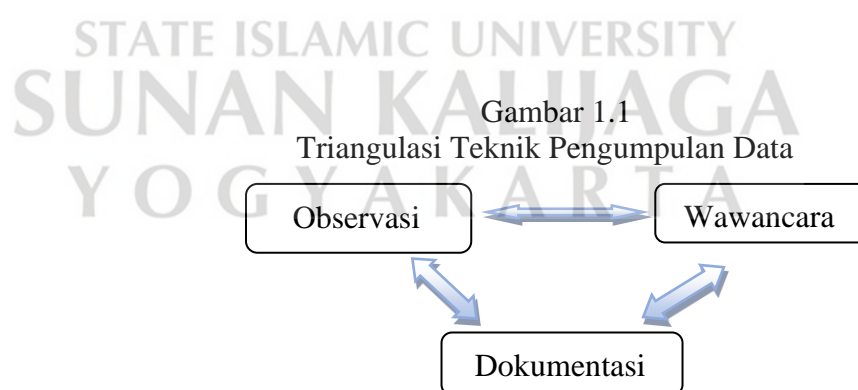 STATE ISLAMIC UNIVERSITY
SUNAN KALIJAGA
YOGYAKARTA
Gambar 1.1
Triangulasi Teknik Pengumpulan Data
Observasi
Wawancara
Dokumentasi